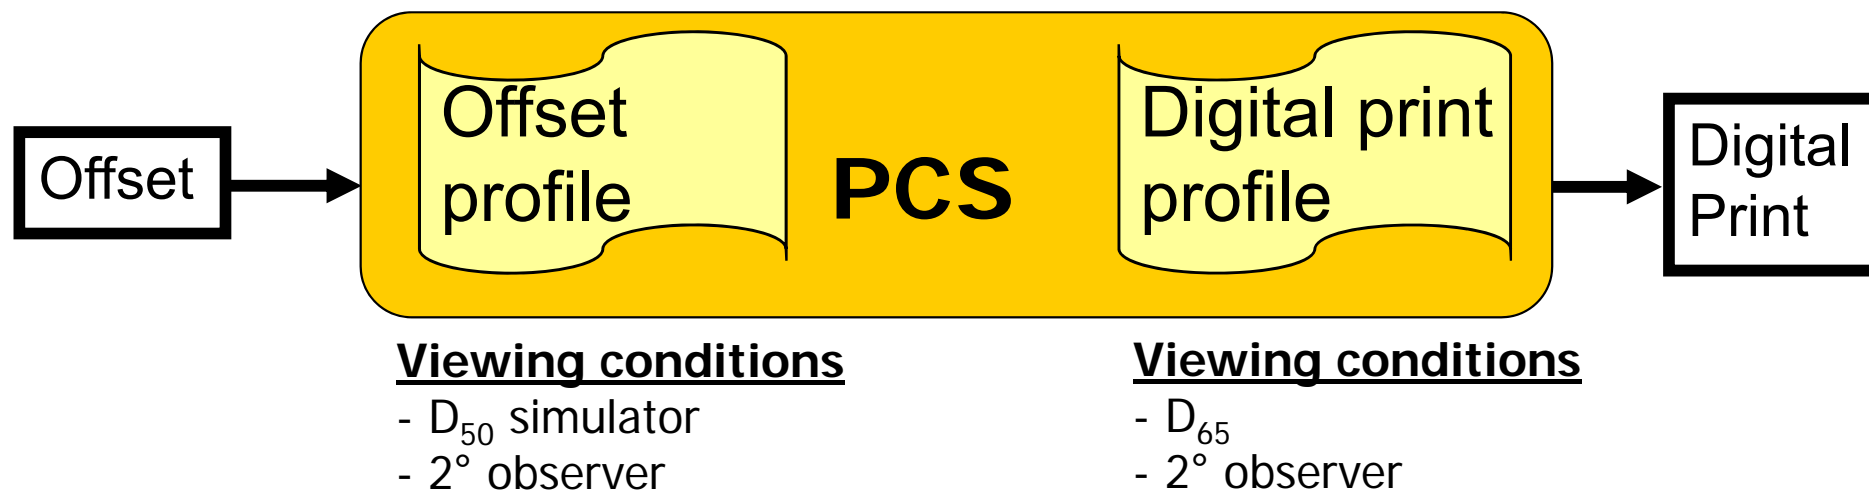 Offset
Offset
profile
PCS
Digital print
profile
Digital
Print
Viewing conditions
- D₅₀ simulator
- 2° observer
Viewing conditions
- D₆₅
- 2° observer